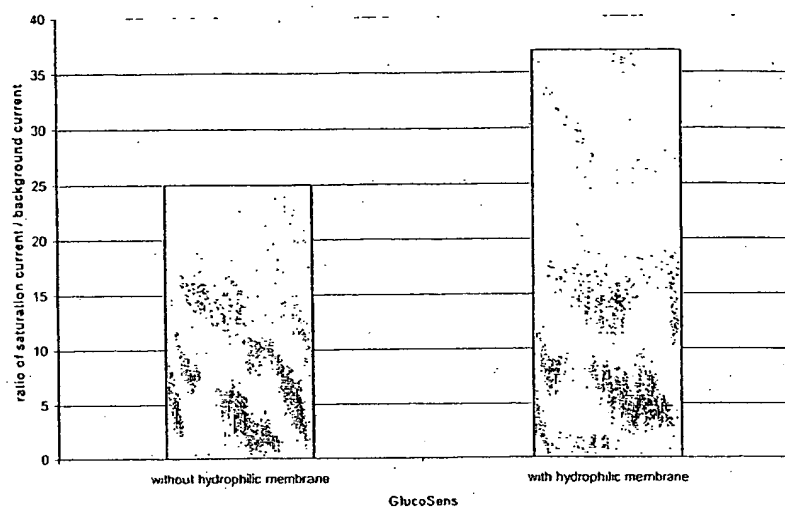 40
35
30
25
20
15
10
5
0
ratio of saturation current / background current
without hydrophilic membrane
with hydrophilic membrane
GlucoSens